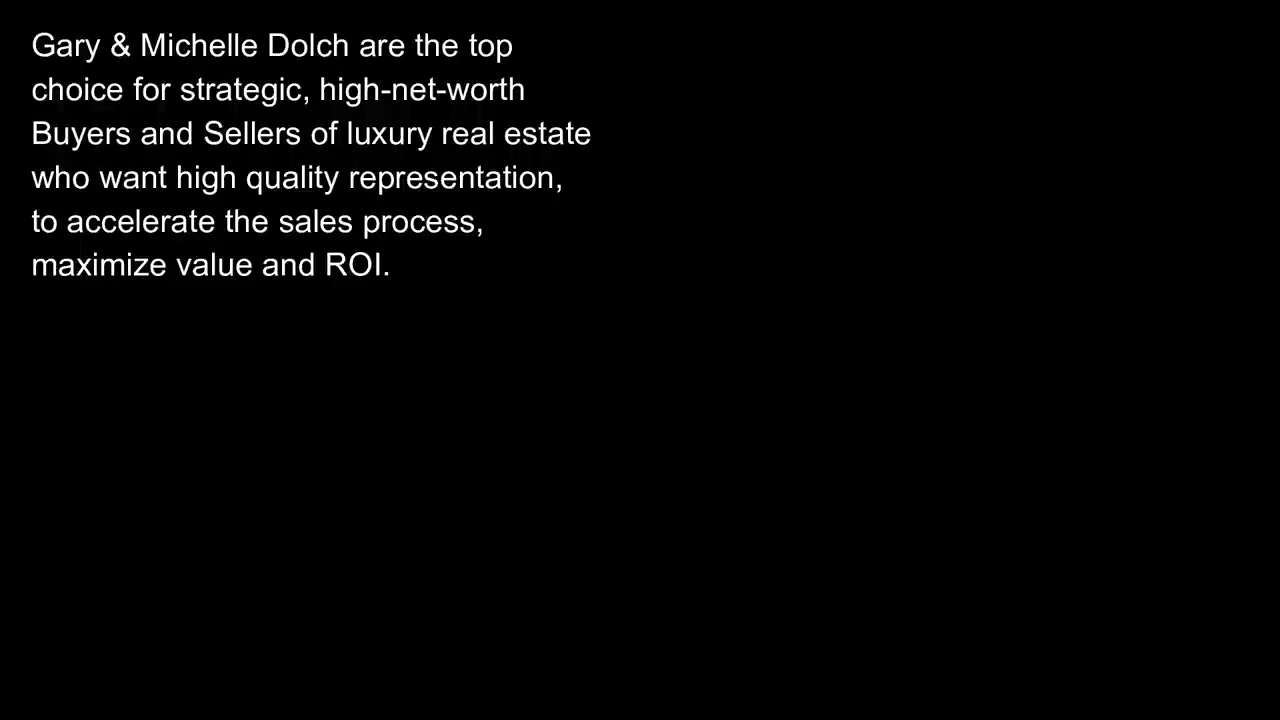 Gary & Michelle Dolch are the top
choice for strategic, high-net-worth
Buyers and Sellers of luxury real estate
who want high quality representation,
to accelerate the sales process,
maximize value and ROI.